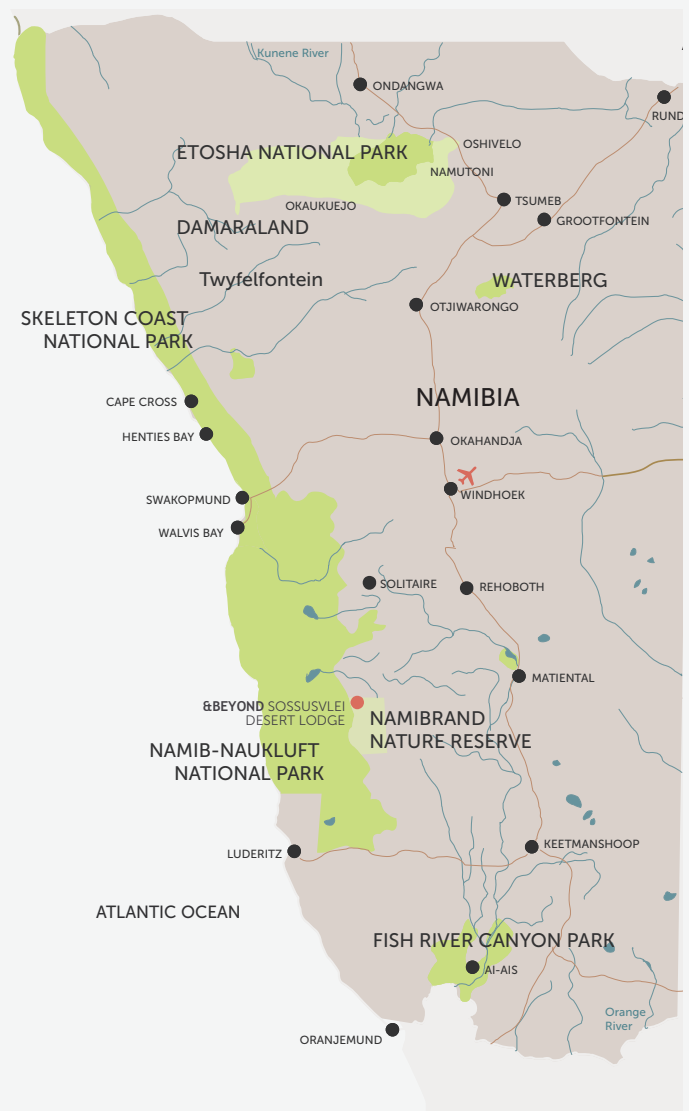 Kunene River
ONDANGWA
RUND
ETOSHA NATIONAL PARK
OSHIVELO
NAMUTONI
TSUMEB
OKAUKUEJO
GROOTFONTEIN
DAMARALAND
Twyfelfontein
WATERBERG
OTJIWARONGO
SKELETON COAST
NATIONAL PARK
NAMIBIA
CAPE CROSS
HENTIES BAY
OKAHANDJA
SWAKOPMUND
WINDHOEK
WALVIS BAY
SOLITAIRE
REHOBOTH
MATIENTAL
&BEYOND SOSSUSVLEI
DESERT LODGE
NAMIBRAND
NATURE RESERVE
NAMIB-NAUKLUFT
NATIONAL PARK
KEETMANSHOOP
LUDERITZ
ATLANTIC OCEAN
FISH RIVER CANYON PARK
AI-AIS
Orange
River
ORANJEMUND